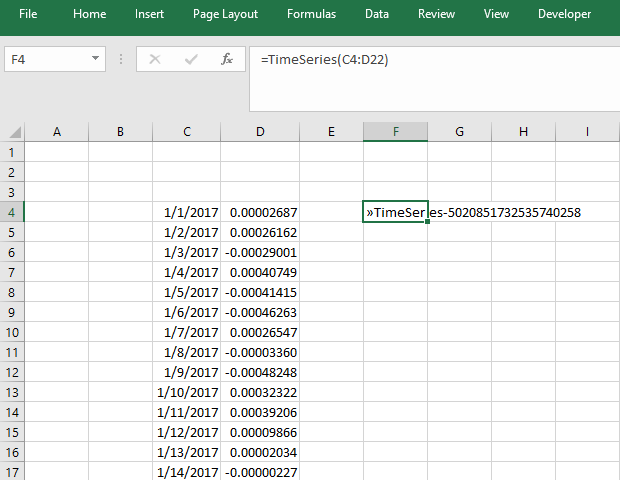 File Home Insert Page Layout Formulas Data Review View Developer
F4 fx =TimeSeries(C4:D22)
A B C D E F G H I
1
2
3
4 1/1/2017 0.00002687 »TimeSeries-5020851732535740258
5 1/2/2017 0.00026162
6 1/3/2017 -0.00029001
7 1/4/2017 0.00040749
8 1/5/2017 -0.00041415
9 1/6/2017 -0.00046263
10 1/7/2017 0.00026547
11 1/8/2017 -0.00003360
12 1/9/2017 -0.00048248
13 1/10/2017 0.00032322
14 1/11/2017 0.00039206
15 1/12/2017 0.00009866
16 1/13/2017 0.00002034
17 1/14/2017 -0.00000227